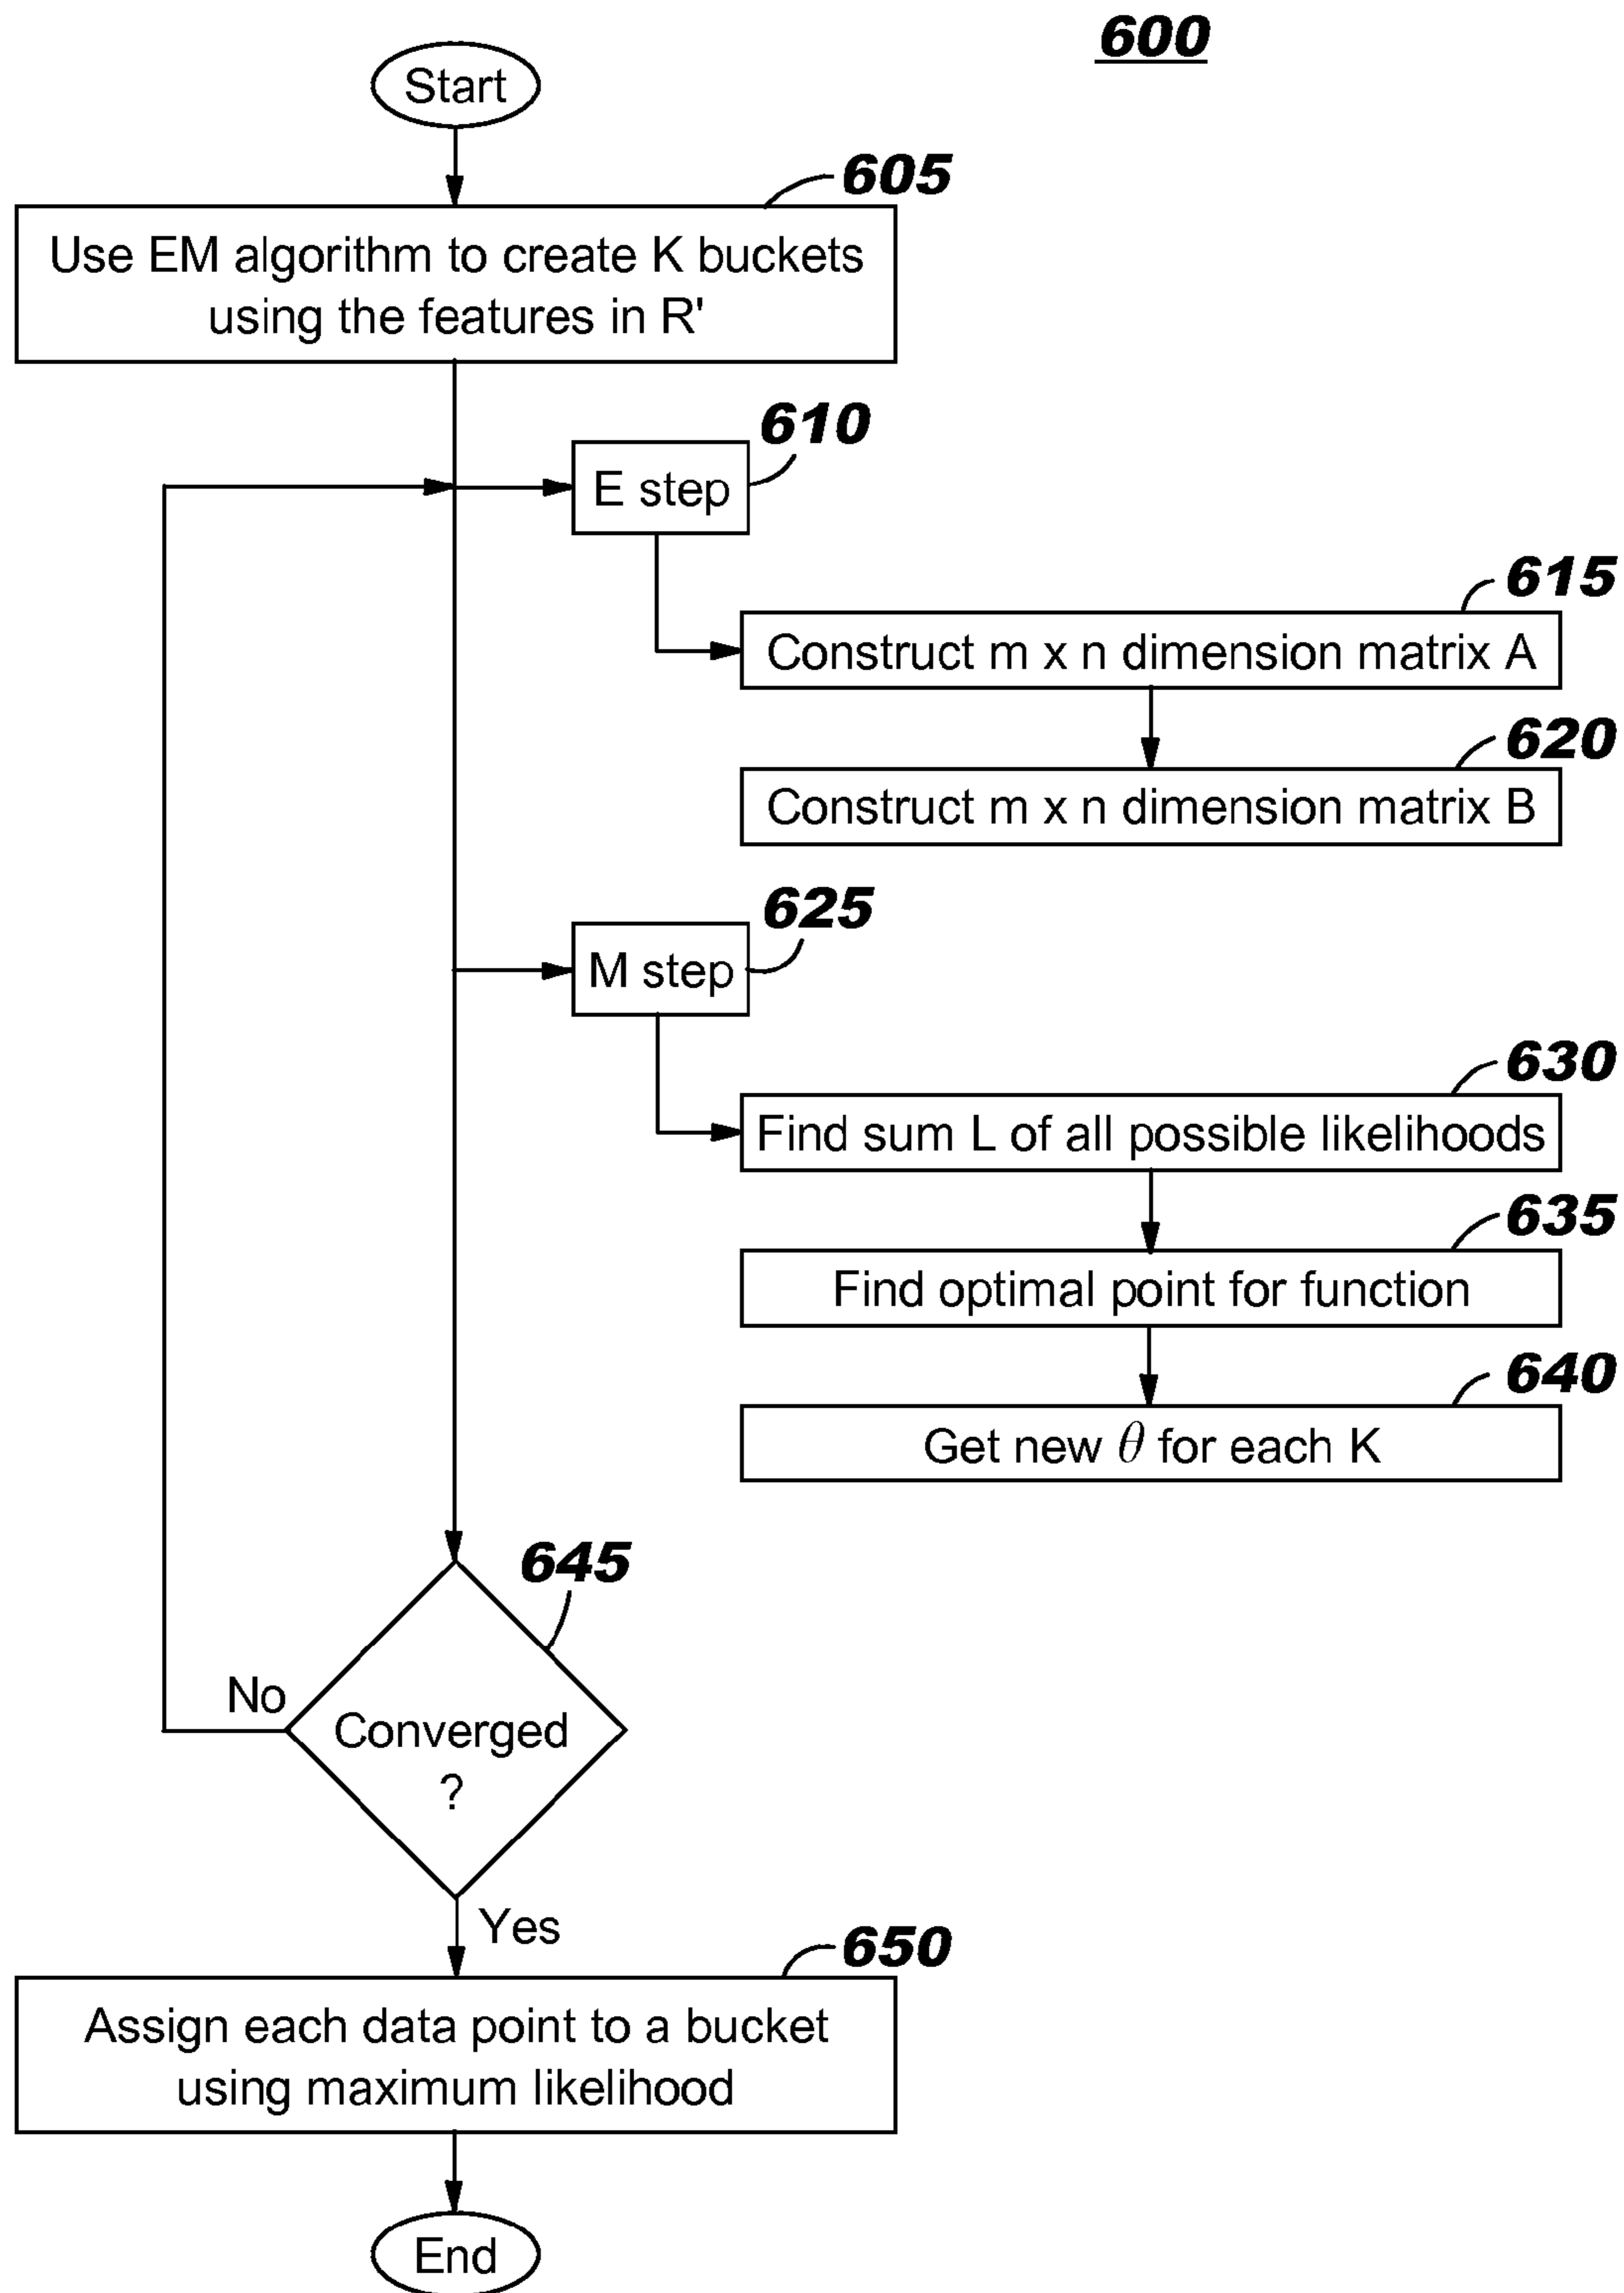 600
Start
605
Use EM algorithm to create K buckets
using the features in R'
610
E step
615
Construct m x n dimension matrix A
620
Construct m x n dimension matrix B
625
M step
630
Find sum L of all possible likelihoods
635
Find optimal point for function
640
Get new θ for each K
645
Converged
?
No
Yes
650
Assign each data point to a bucket
using maximum likelihood
End